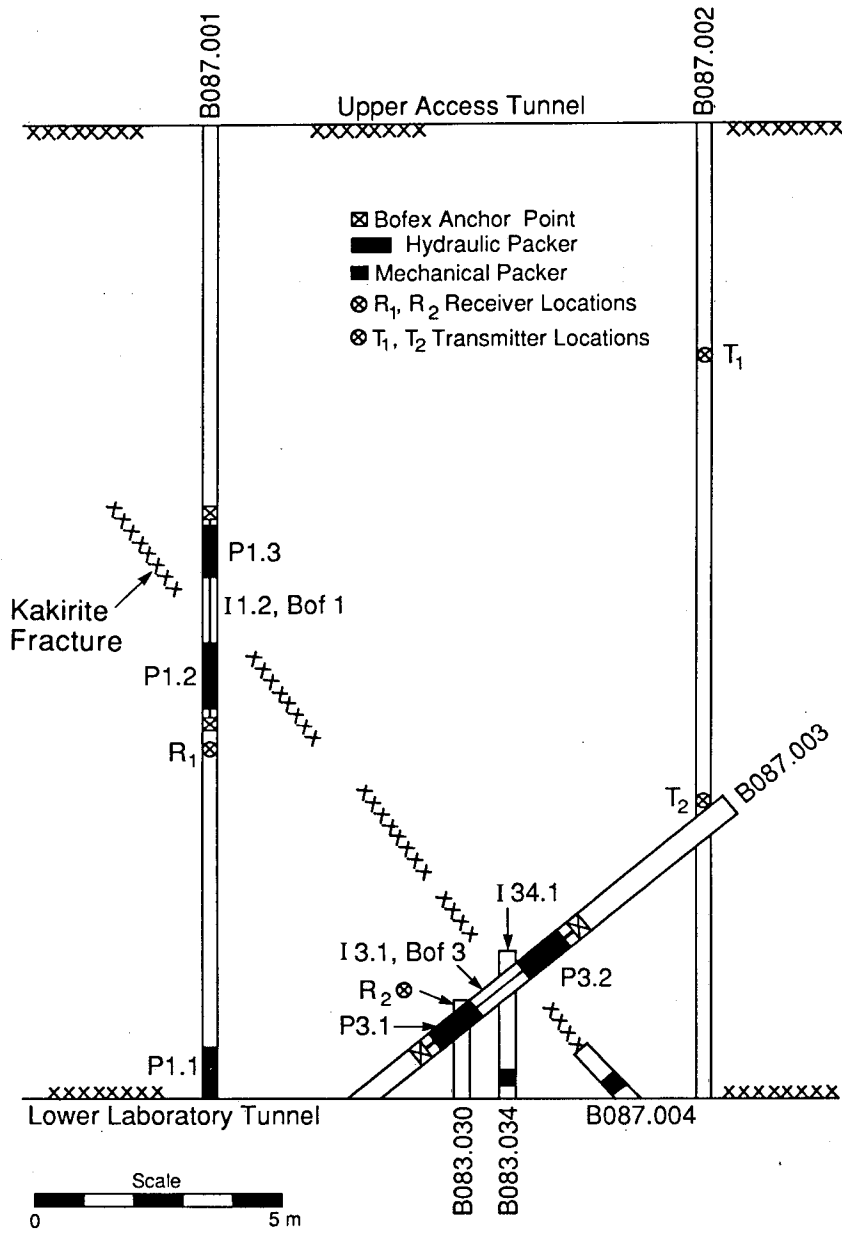 B087.001
B087.002
Upper Access Tunnel
Bofex Anchor Point
Hydraulic Packer
Mechanical Packer
R1, R2 Receiver Locations
T1, T2 Transmitter Locations
T1
P1.3
I 1.2, Bof 1
Kakirite
Fracture
P1.2
R1
B087.003
T2
I 34.1
I 3.1, Bof 3
P3.2
R2
P3.1
P1.1
Lower Laboratory Tunnel
B087.004
B083.030
B083.034
Scale
0
5 m